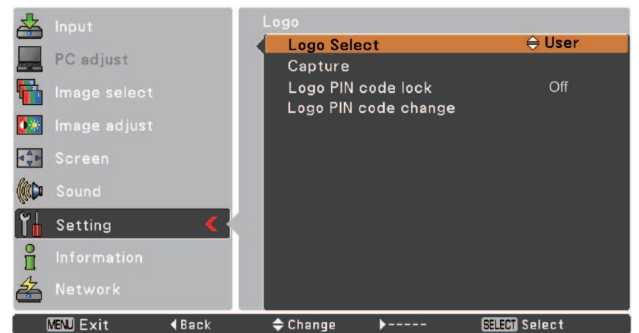 Input
PC adjust
Image select
Image adjust
Screen
Sound
Setting
Information
Network
Logo
Logo Select User
Capture
Logo PIN code lock Off
Logo PIN code change
MENU Exit Back Change ----- SELECT Select